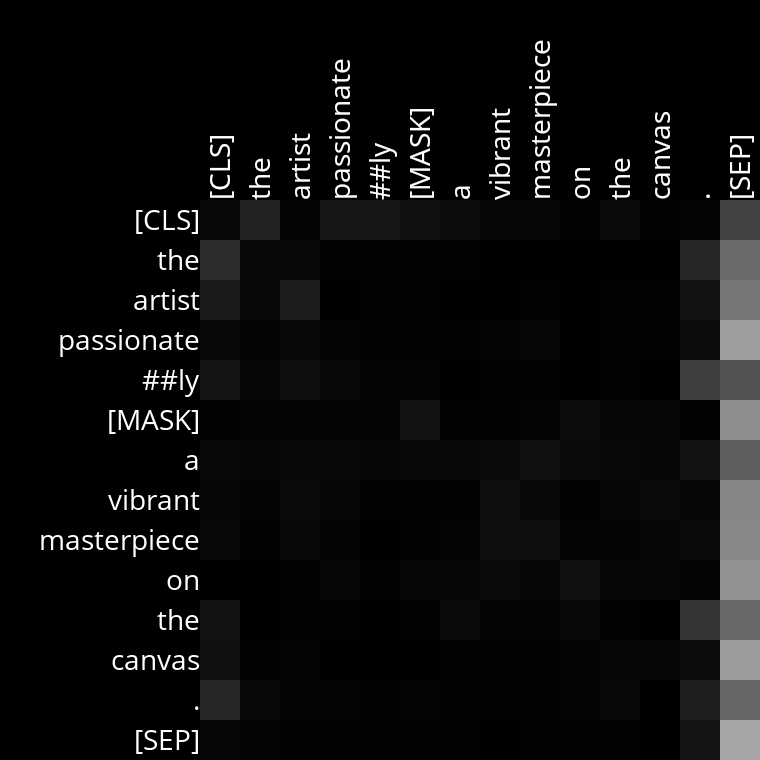 [CLS] the artist passionate ##ly [MASK] a vibrant masterpiece on the canvas . [SEP]
[CLS]
the
artist
passionate
##ly
[MASK]
a
vibrant
masterpiece
on
the
canvas
.
[SEP]